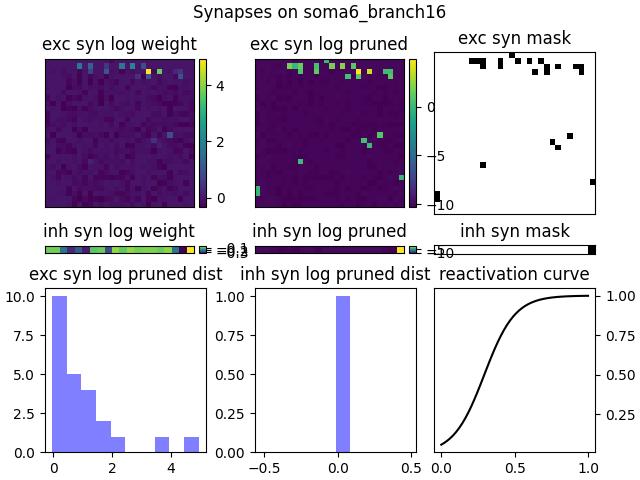 Synapses on soma6_branch16
exc syn log weight
exc syn log pruned
exc syn mask
4
2
0
0
−5
−10
inh syn log weight
inh syn log pruned
inh syn mask
exc syn log pruned dist
inh syn log pruned dist
reactivation curve
10.0
7.5
5.0
2.5
0.0
0
2
4
1.00
0.75
0.50
0.25
0.00
−0.5
0.0
0.5
1.00
0.75
0.50
0.25
0.0
0.5
1.0